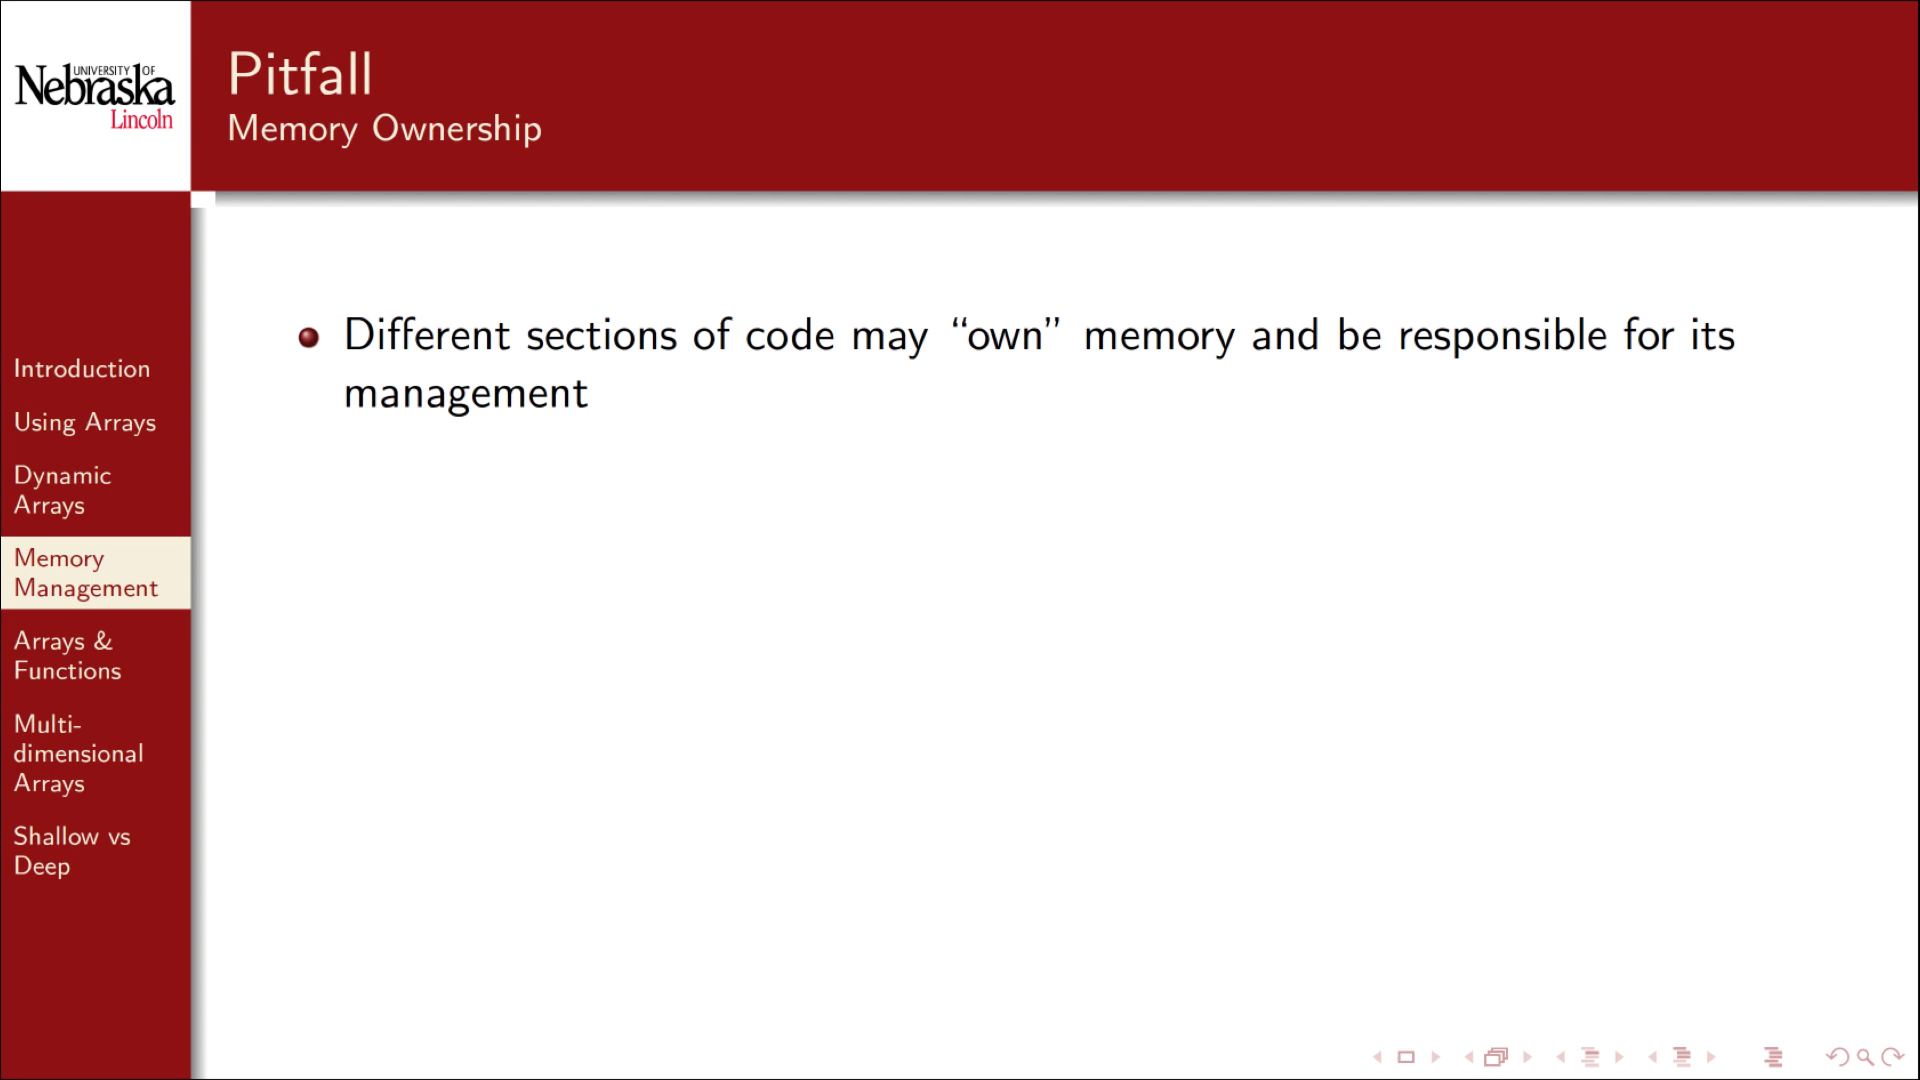 UNIVERSITY OF
Nebraska
Lincoln
Pitfall
Memory Ownership
Introduction
Using Arrays
Dynamic
Arrays
Memory
Management
Arrays &
Functions
Multi-
dimensional
Arrays
Shallow vs
Deep
Different sections of code may “own” memory and be responsible for its
management